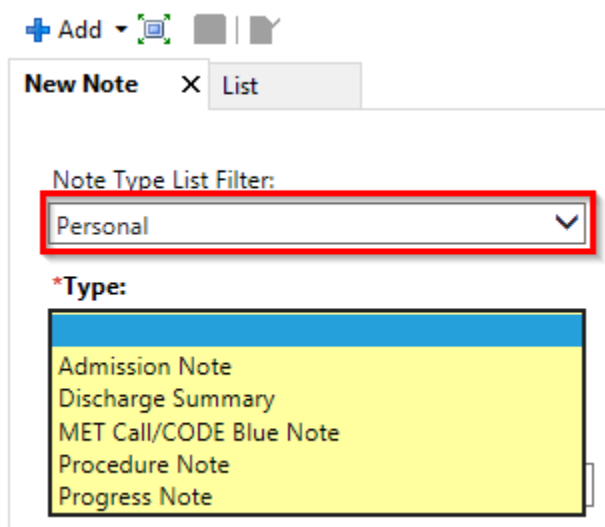 Add
New Note X List
Note Type List Filter:
Personal
*Type:
Admission Note
Discharge Summary
MET Call/CODE Blue Note
Procedure Note
Progress Note